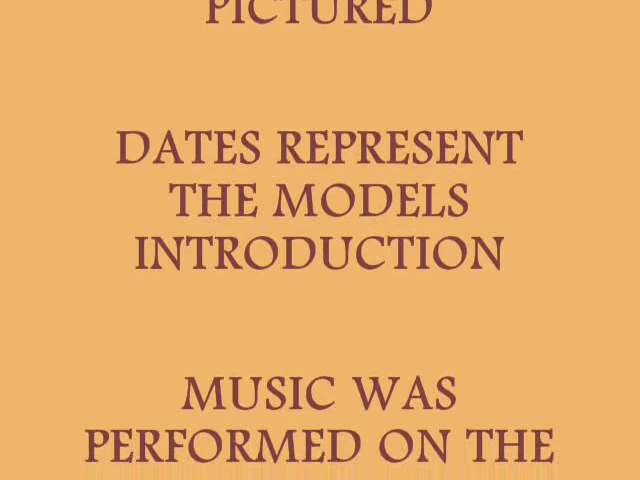 PICTURED
DATES REPRESENT
THE MODELS
INTRODUCTION
MUSIC WAS
PERFORMED ON THE